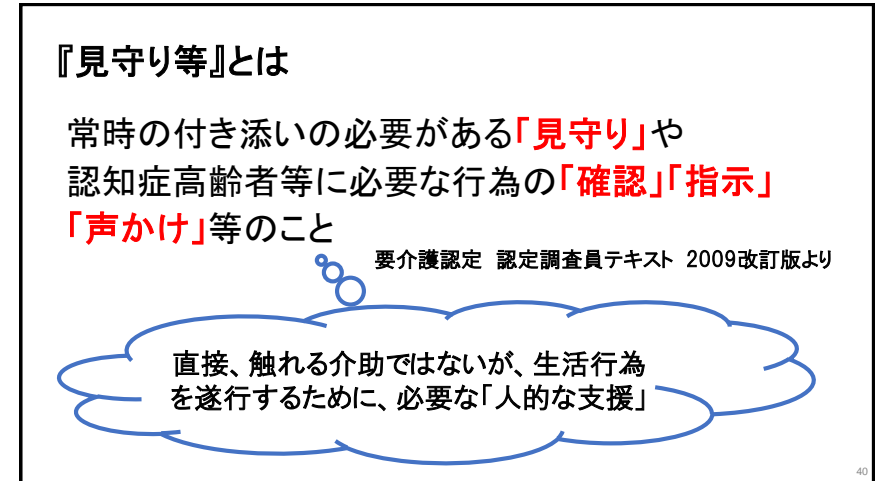 『見守り等』とは
常時の付き添いの必要がある「見守り」や
認知症高齢者等に必要な行為の「確認」「指示」
「声かけ」等のこと
要介護認定 認定調査員テキスト 2009改訂版より
直接、触れる介助ではないが、生活行為
を遂行するために、必要な「人的な支援」
40